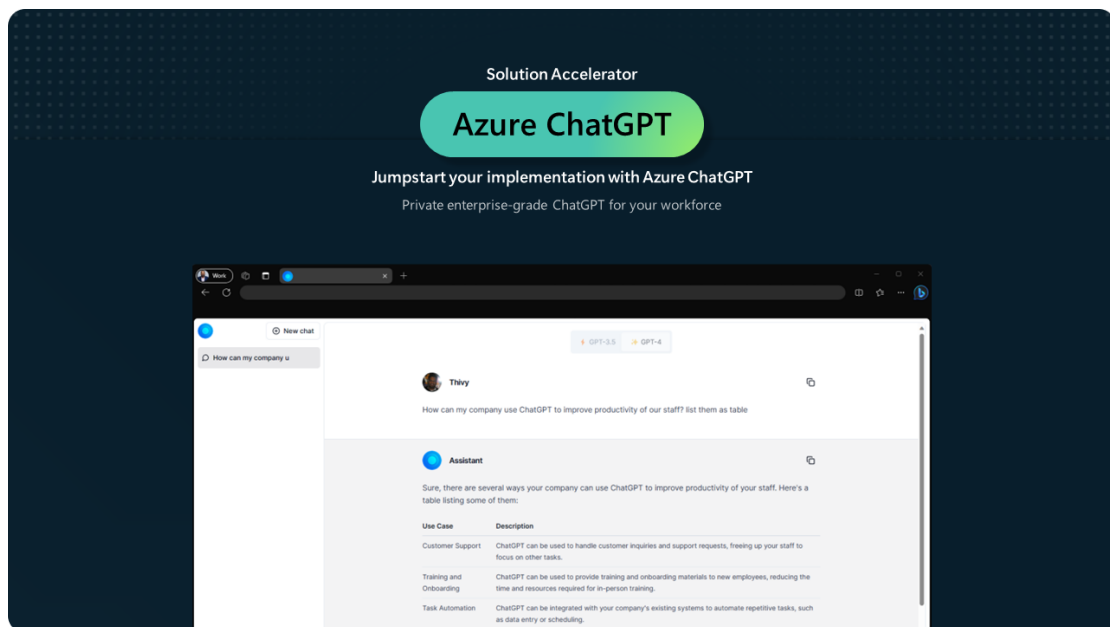 Solution Accelerator
Azure ChatGPT
Jumpstart your implementation with Azure ChatGPT
Private enterprise-grade ChatGPT for your workforce
Work
New chat
How can my company u
GPT-3.5 GPT-4
Thivy
How can my company use ChatGPT to improve productivity of our staff? list them as table
Assistant
Sure, there are several ways your company can use ChatGPT to improve productivity of your staff. Here's a
table listing some of them:
Use Case Description
Customer Support ChatGPT can be used to handle customer inquiries and support requests, freeing up your staff to
focus on other tasks.
Training and ChatGPT can be used to provide training and onboarding materials to new employees, reducing the
Onboarding time and resources required for in-person training.
Task Automation ChatGPT can be integrated with your company's existing systems to automate repetitive tasks, such
as data entry or scheduling.